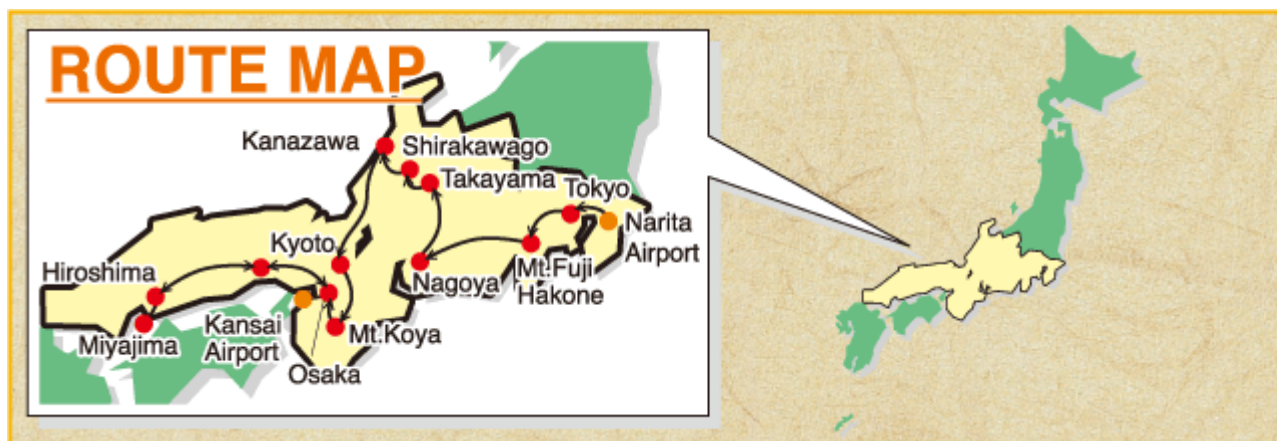 ROUTE MAP
Kanazawa
Shirakawago
Takayama
Tokyo
Narita
Airport
Kyoto
Nagoya
Mt.Fuji
Hakone
Hiroshima
Miyajima
Kansai
Airport
Mt.Koya
Osaka